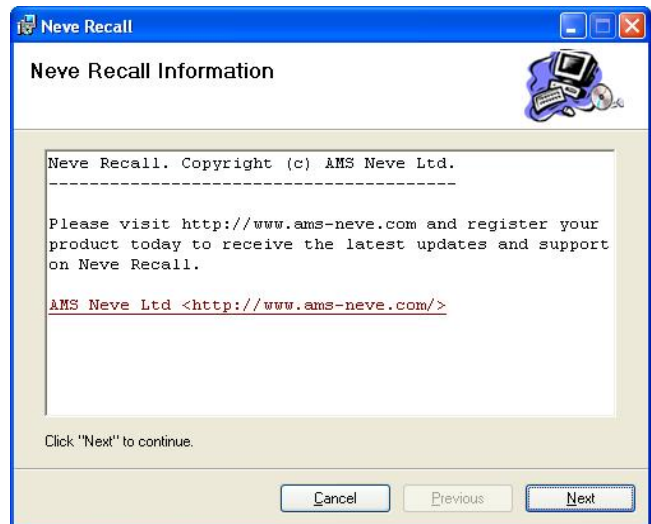 Neve Recall
Neve Recall Information
Neve Recall. Copyright (c) AMS Neve Ltd.
----------------------------------------
Please visit http://www.ams-neve.com and register your
product today to receive the latest updates and support
on Neve Recall.
AMS Neve Ltd <http://www.ams-neve.com/>
Click "Next" to continue.
Cancel
Previous
Next